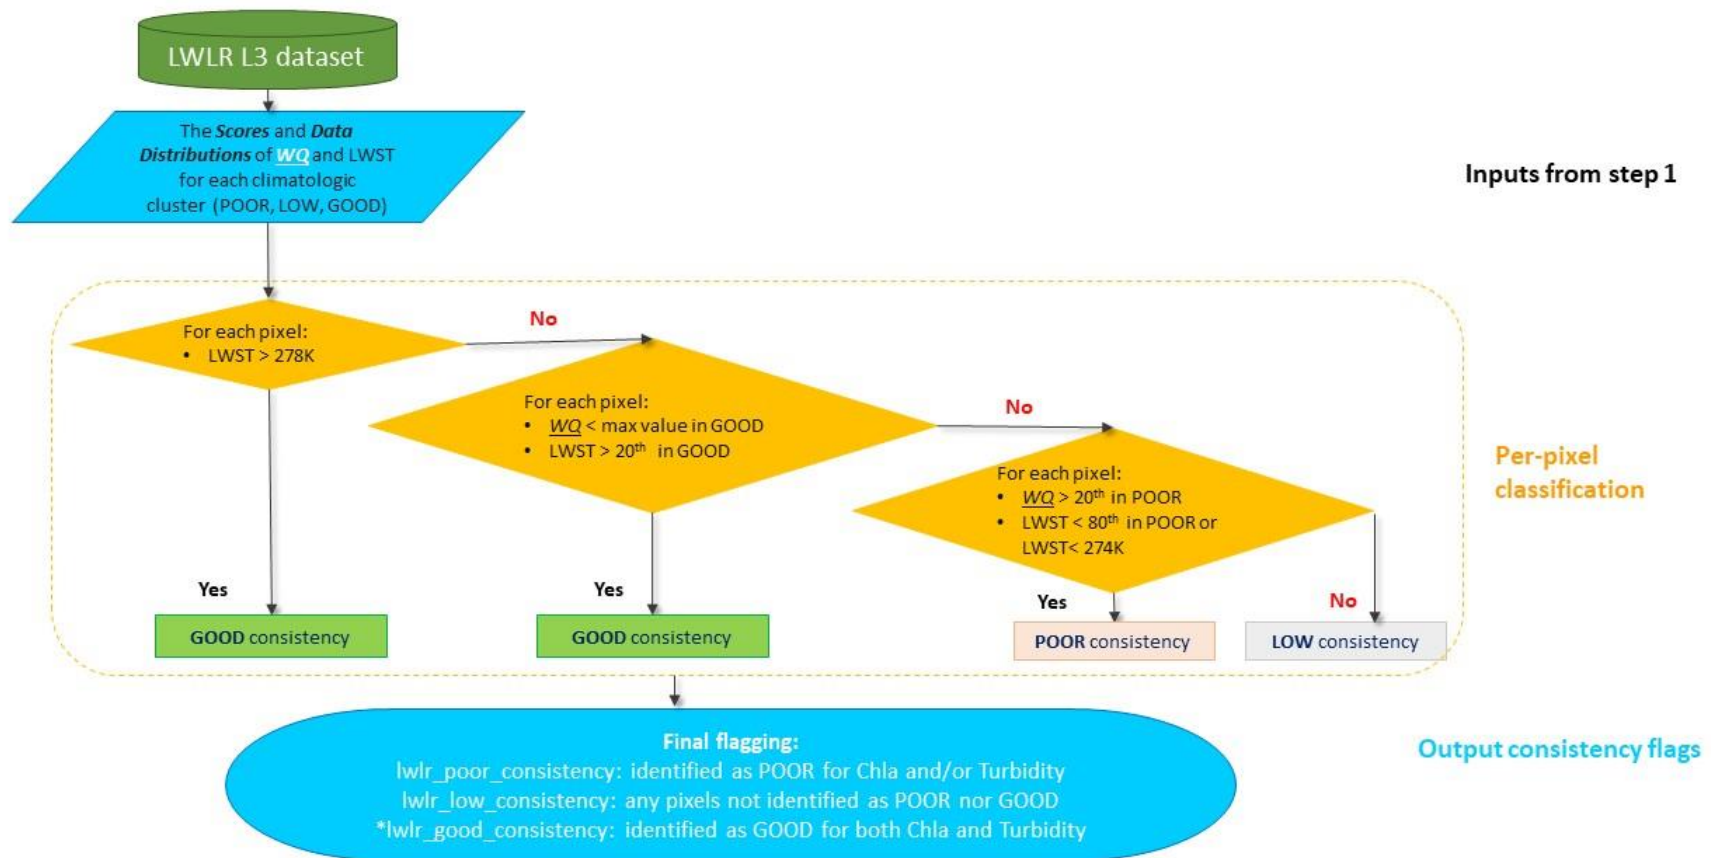 LWLR L3 dataset
The Scores and Data
Distributions of WQ and LWST
for each climatologic
cluster (POOR, LOW, GOOD)
Inputs from step 1
For each pixel:
• LWST > 278K
No
For each pixel:
• WQ < max value in GOOD
• LWST > 20th in GOOD
No
For each pixel:
• WQ > 20th in POOR
• LWST < 80th in POOR or
LWST< 274K
Per-pixel
classification
Yes
Yes
Yes
No
GOOD consistency
GOOD consistency
POOR consistency
LOW consistency
Final flagging:
lwlr_poor_consistency: identified as POOR for Chla and/or Turbidity
lwlr_low_consistency: any pixels not identified as POOR nor GOOD
*lwlr_good_consistency: identified as GOOD for both Chla and Turbidity
Output consistency flags